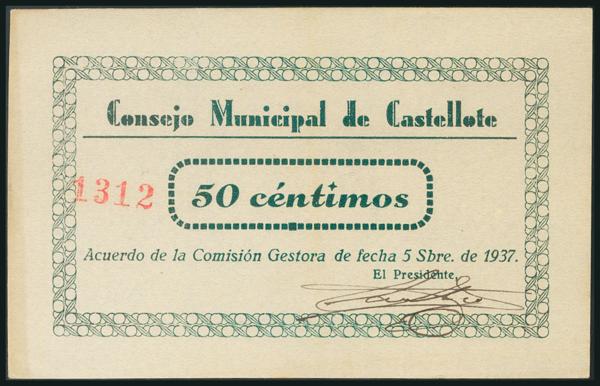 Consejo Municipal de Castellote
1312
50 céntimos
Acuerdo de la Comisión Gestora de fecha 5 Sbre. de 1937.
El Presidente,